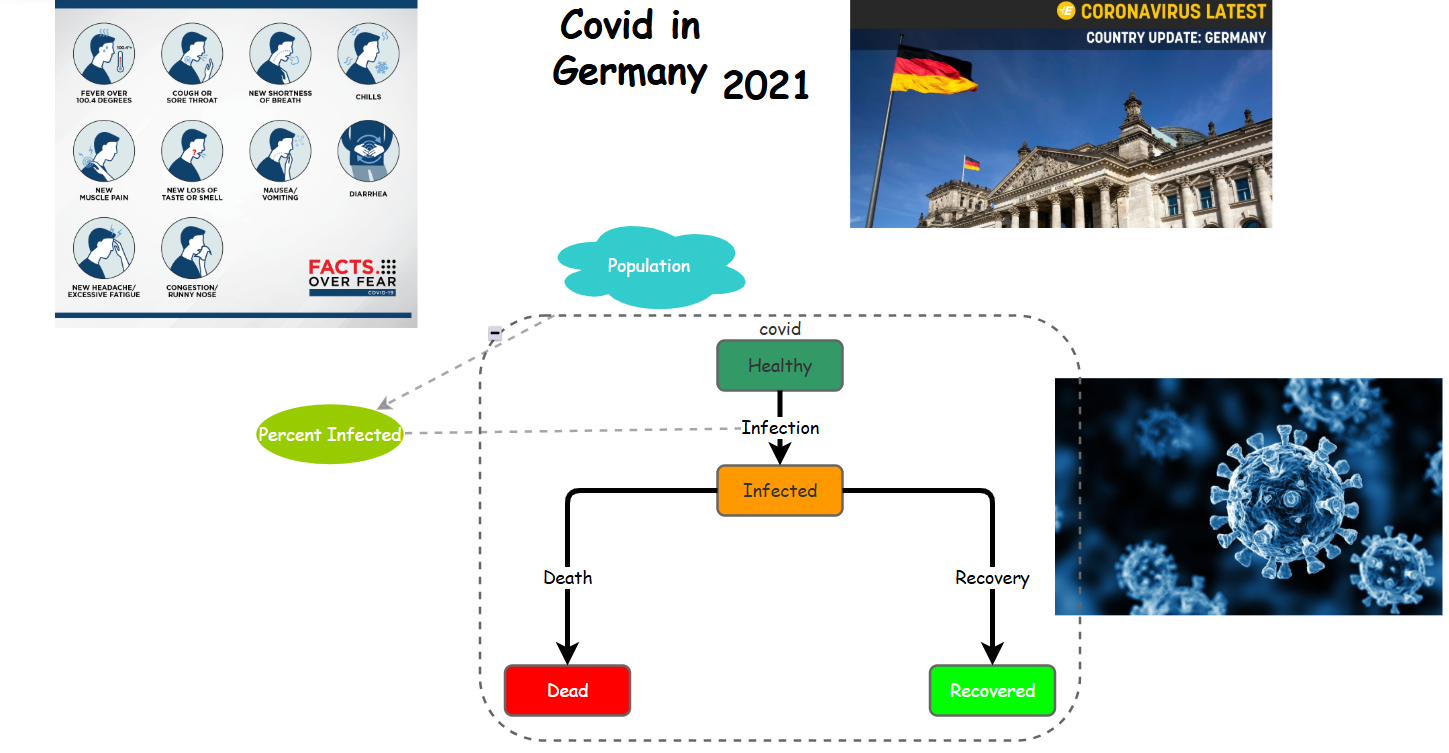 Covid in
Germany 2021
FEVER OVER
100.4 DEGREES
100.4°+
COUGH OR
SORE THROAT
NEW SHORTNESS
OF BREATH
CHILLS
NEW
MUSCLE PAIN
?
NEW LOSS OF
TASTE OR SMELL
NAUSEA/
VOMITING
DIARRHEA
NEW HEADACHE/
EXCESSIVE FATIGUE
CONGESTION/
RUNNY NOSE
FACTS.
OVER FEAR
COVID-19
E CORONAVIRUS LATEST
COUNTRY UPDATE: GERMANY
Population
covid
Healthy
Percent Infected
Infection
Infected
Death
Recovery
Dead
Recovered